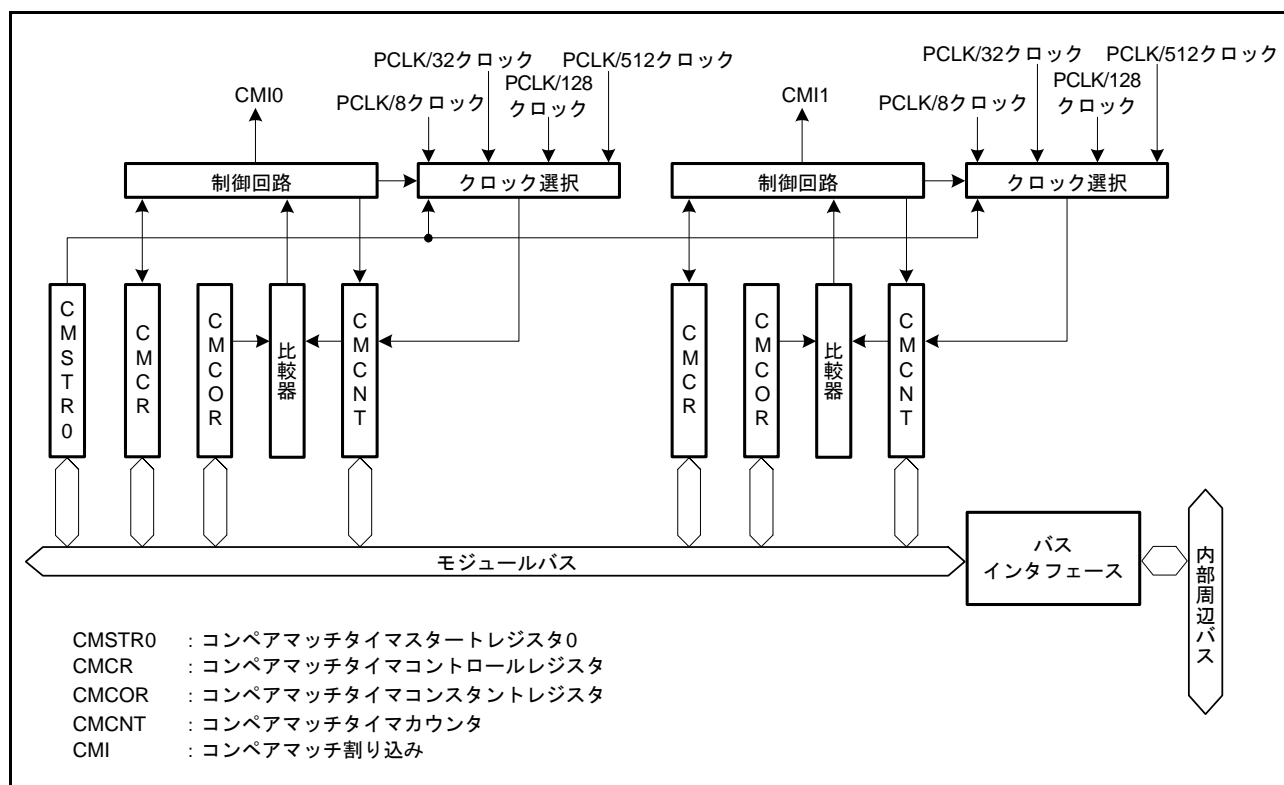 PCLK/32クロック PCLK/512クロック
CMI0
PCLK/8クロック
PCLK/128
クロック
PCLK/32クロック PCLK/512クロック
CMI1
PCLK/8クロック
PCLK/128
クロック
制御回路
クロック選択
制御回路
クロック選択
CMSTR0
CMCR
CMCOR
比較器
CMCNT
CMCR
CMCOR
比較器
CMCNT
モジュールバス
バス
インタフェース
内部周辺バス
CMSTR0 : コンペアマッチタイマスタートレジスタ0
CMCR : コンペアマッチタイマコントロールレジスタ
CMCOR : コンペアマッチタイマコンスタントレジスタ
CMCNT : コンペアマッチタイマカウンタ
CMI : コンペアマッチ割り込み